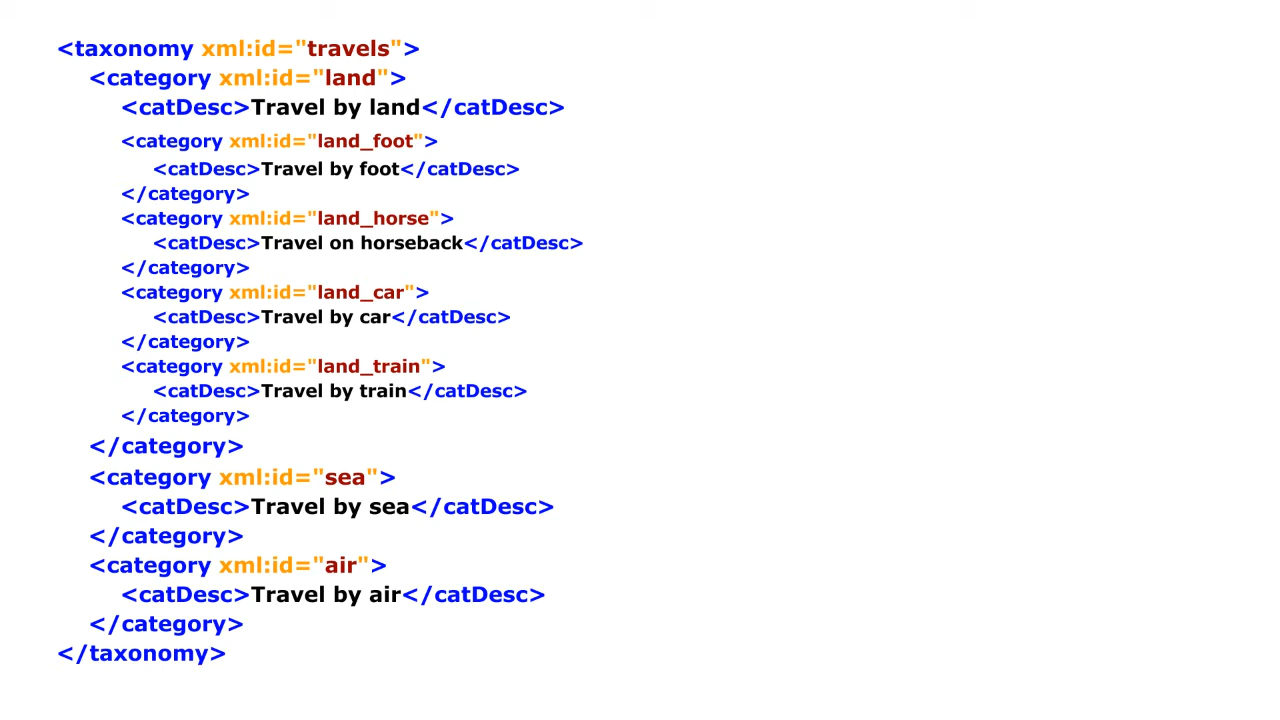 <taxonomy xml:id="travels">
<category xml:id="land">
<catDesc>Travel by land</catDesc>
<category xml:id="land_foot">
<catDesc>Travel by foot</catDesc>
</category>
<category xml:id="land_horse">
<catDesc>Travel on horseback</catDesc>
</category>
<category xml:id="land_car">
<catDesc>Travel by car</catDesc>
</category>
<category xml:id="land_train">
<catDesc>Travel by train</catDesc>
</category>
</category>
<category xml:id="sea">
<catDesc>Travel by sea</catDesc>
</category>
<category xml:id="air">
<catDesc>Travel by air</catDesc>
</category>
</taxonomy>